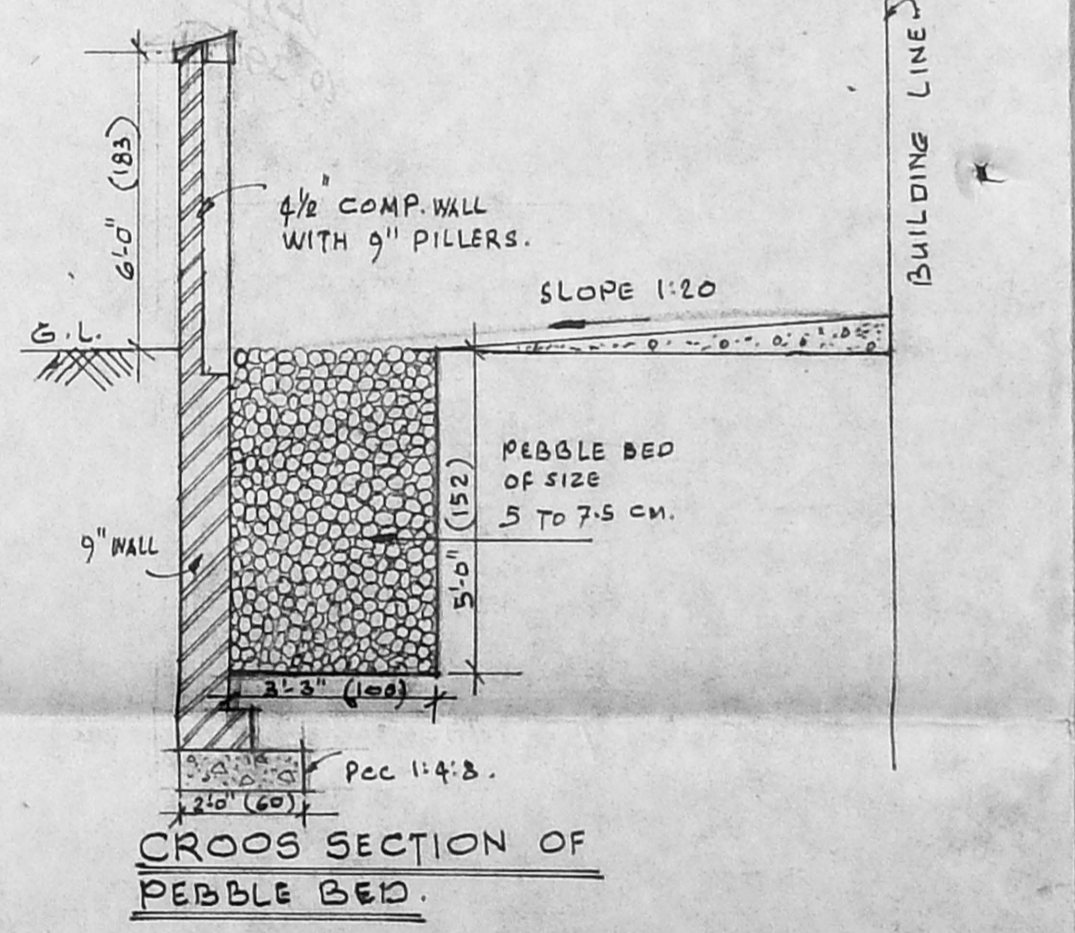 BUILDING LINE
6'-0" (183)
4½" COMP. WALL
WITH 9" PILLERS.
SLOPE 1:20
G.L.
PEBBLE BED
OF SIZE
5 TO 7.5 CM.
5'-0" (152)
9" WALL
3'-3" (100)
PCC 1:4:8.
2'-0" (60)
CROOS SECTION OF
PEBBLE BED.